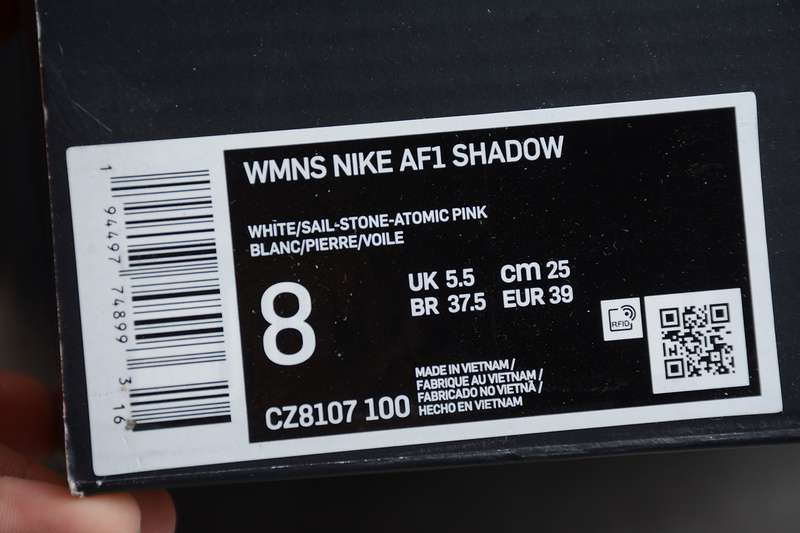 WMNS NIKE AF1 SHADOW
WHITE/SAIL-STONE-ATOMIC PINK
BLANC/PIERRE/VOILE
8
UK 5.5 cm 25
BR 37.5 EUR 39
RFID
CZ8107 100
MADE IN VIETNAM /
FABRIQUE AU VIETNAM /
FABRICADO NO VIETNÃ /
HECHO EN VIETNAM
1 94497 74899 3 16